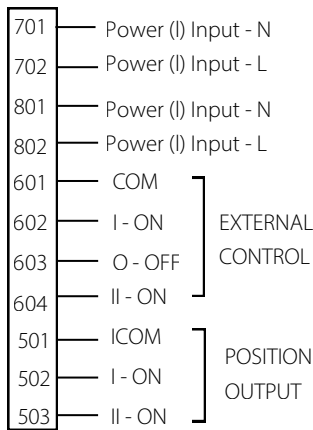 701 Power (I) Input - N
702 Power (I) Input - L
801 Power (I) Input - N
802 Power (I) Input - L
601 COM
602 I - ON
603 O - OFF
604 II - ON
EXTERNAL
CONTROL
501 ICOM
502 I - ON
503 II - ON
POSITION
OUTPUT